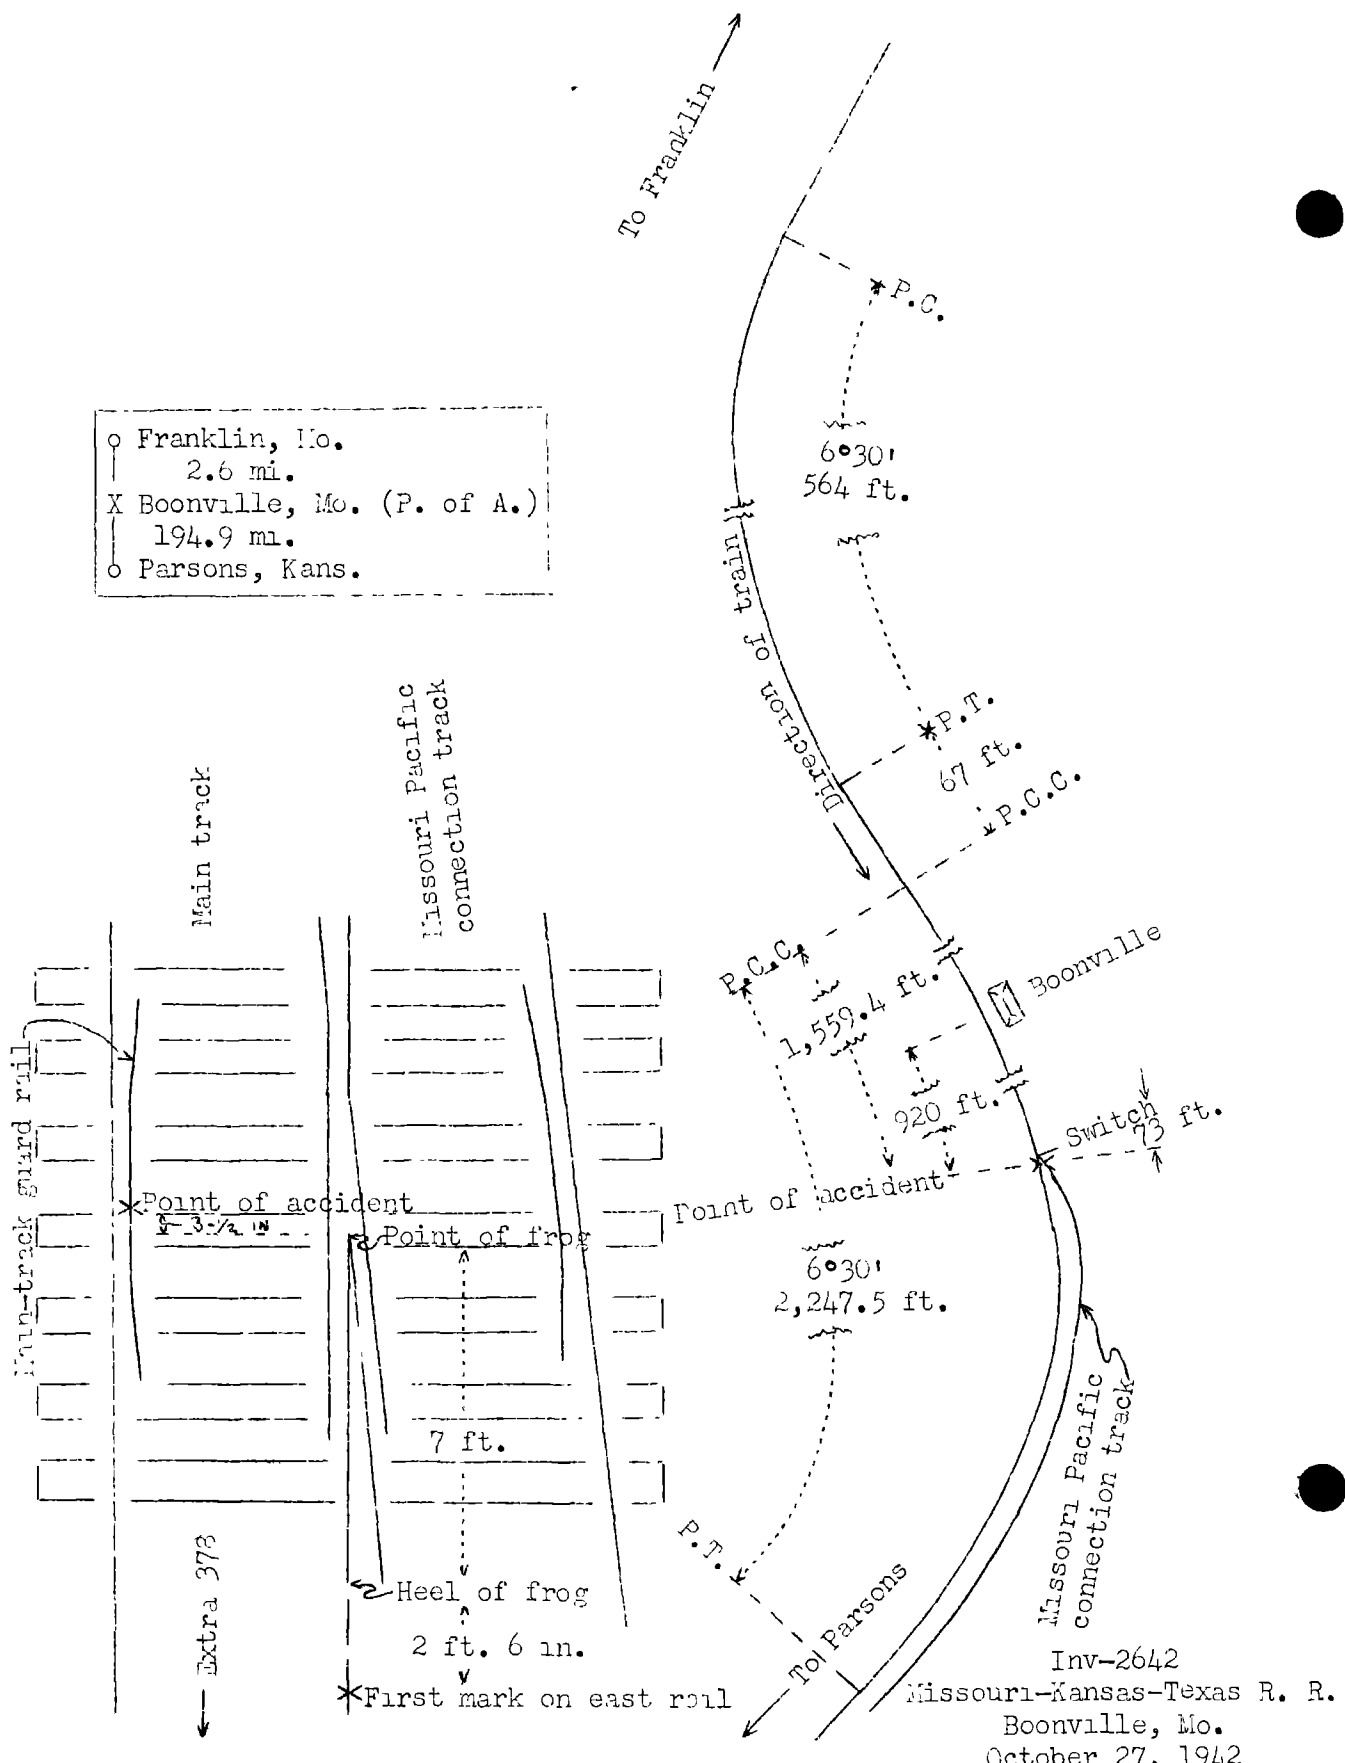 To Franklin
P.C.
6°30'
564 ft.
Franklin, Mo.
2.6 mi.
X Boonville, Mo. (P. of A.)
194.9 mi.
Parsons, Kans.
Direction of train
P.T.
67 ft.
P.C.C.
Main track
Missouri Pacific
connection track
P.C.C.
1,559.4 ft.
Boonville
920 ft.
Switch
73 ft.
Point of accident
6°30'
2,247.5 ft.
Main-track guard rail
Point of accident
3-1/2 IN
Point of frog
7 ft.
Heel of frog
2 ft. 6 in.
First mark on east rail
Extra 378
P.T.
To Parsons
Missouri Pacific
connection track
Inv-2642
Missouri-Kansas-Texas R. R.
Boonville, Mo.
October 27, 1942